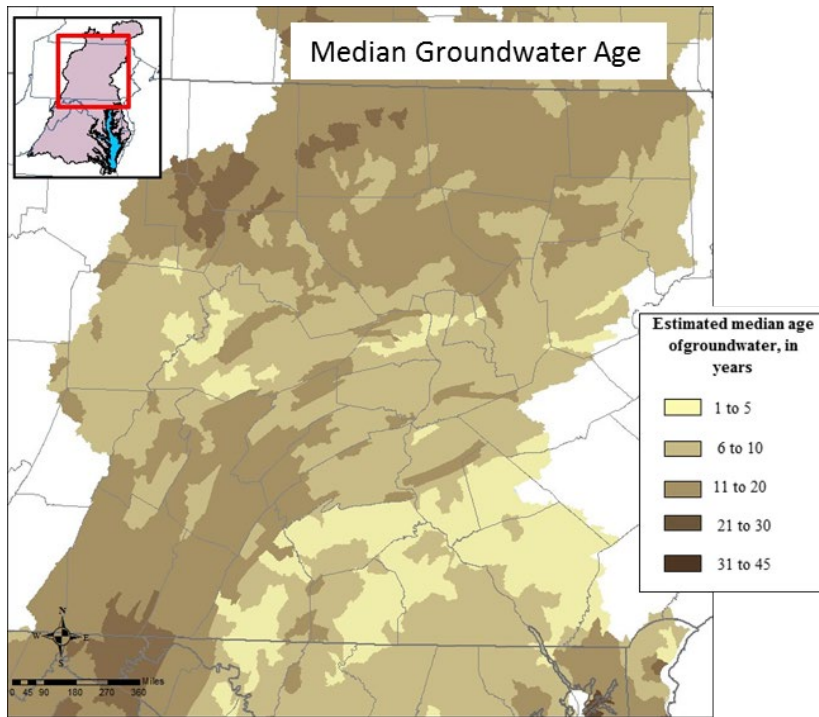 Median Groundwater Age
Estimated median age
ofgroundwater, in
years
1 to 5
6 to 10
11 to 20
21 to 30
31 to 45
N
W E
S
Miles
0 45 90 180 270 360